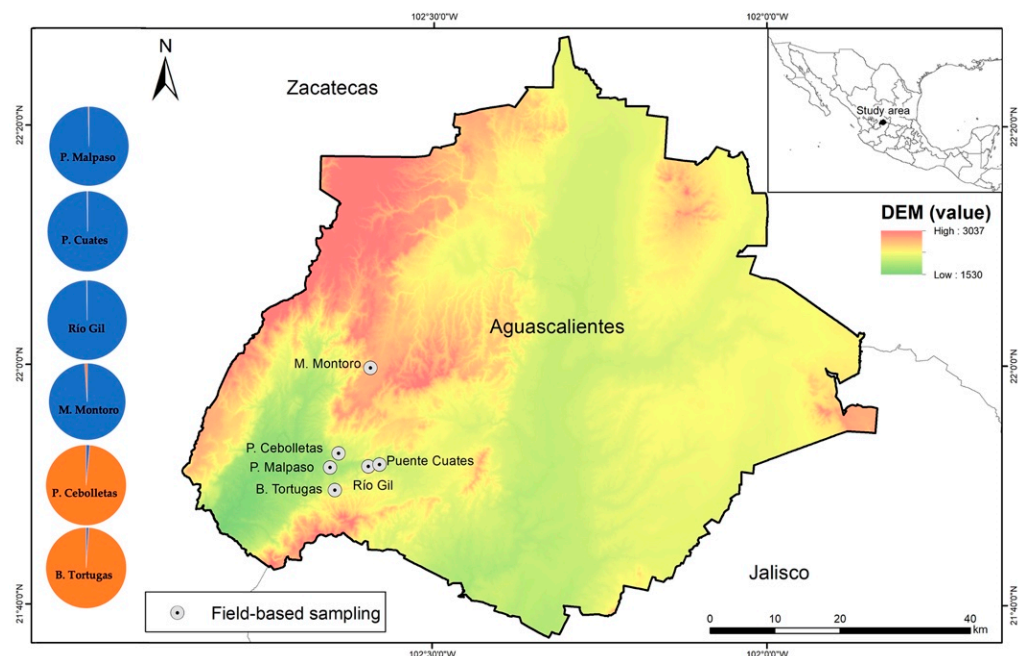 102°30'0"W
102°0'0"W
N
Zacatecas
Study area
22°20'0"N
22°20'0"N
P. Malpaso
DEM (value)
High : 3037
Low : 1530
P. Cuates
Río Gil
Aguascalientes
M. Montoro
22°0'0"N
22°0'0"N
M. Montoro
P. Cebolletas
P. Malpaso
Puente Cuates
Río Gil
B. Tortugas
P. Cebolletas
B. Tortugas
Jalisco
Field-based sampling
21°40'0"N
21°40'0"N
0 10 20 40
km
102°30'0"W
102°0'0"W